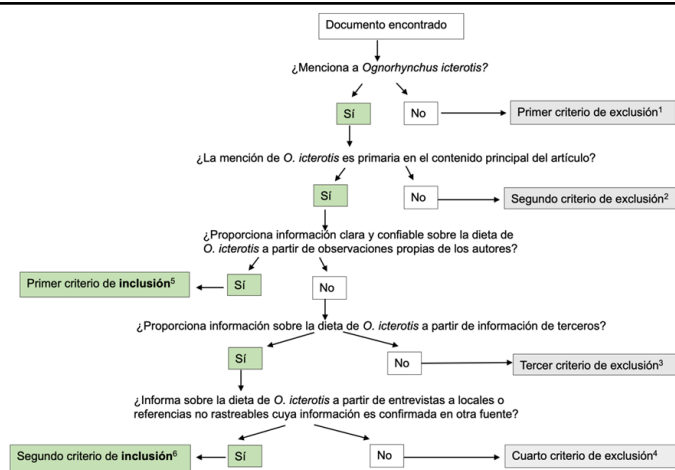 Documento encontrado
¿Menciona a Ognorhynchus icterotis?
Sí
No
Primer criterio de exclusión¹
¿La mención de O. icterotis es primaria en el contenido principal del artículo?
Sí
No
Segundo criterio de exclusión²
¿Proporciona información clara y confiable sobre la dieta de
O. icterotis a partir de observaciones propias de los autores?
Primer criterio de inclusión⁵
Sí
No
¿Proporciona información sobre la dieta de O. icterotis a partir de información de terceros?
Sí
No
Tercer criterio de exclusión³
¿Informa sobre la dieta de O. icterotis a partir de entrevistas a locales o
referencias no rastreables cuya información es confirmada en otra fuente?
Segundo criterio de inclusión⁶
Sí
No
Cuarto criterio de exclusión⁴